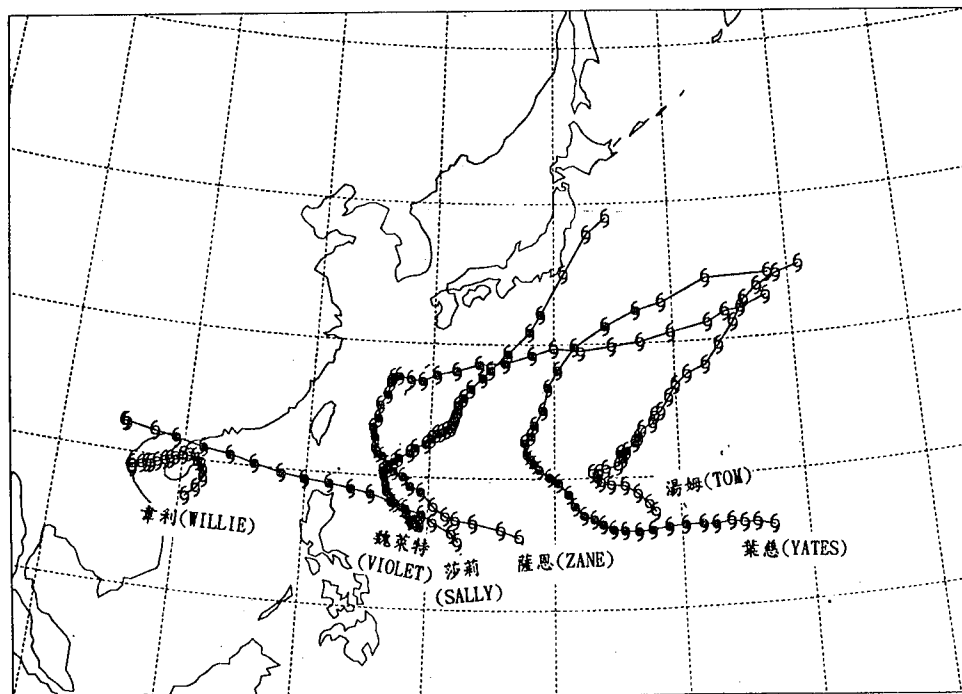 湯姆(TOM)
韋利(WILLIE)
魏萊特
(VIOLET)
莎莉
(SALLY)
薩恩(ZANE)
葉慈(YATES)